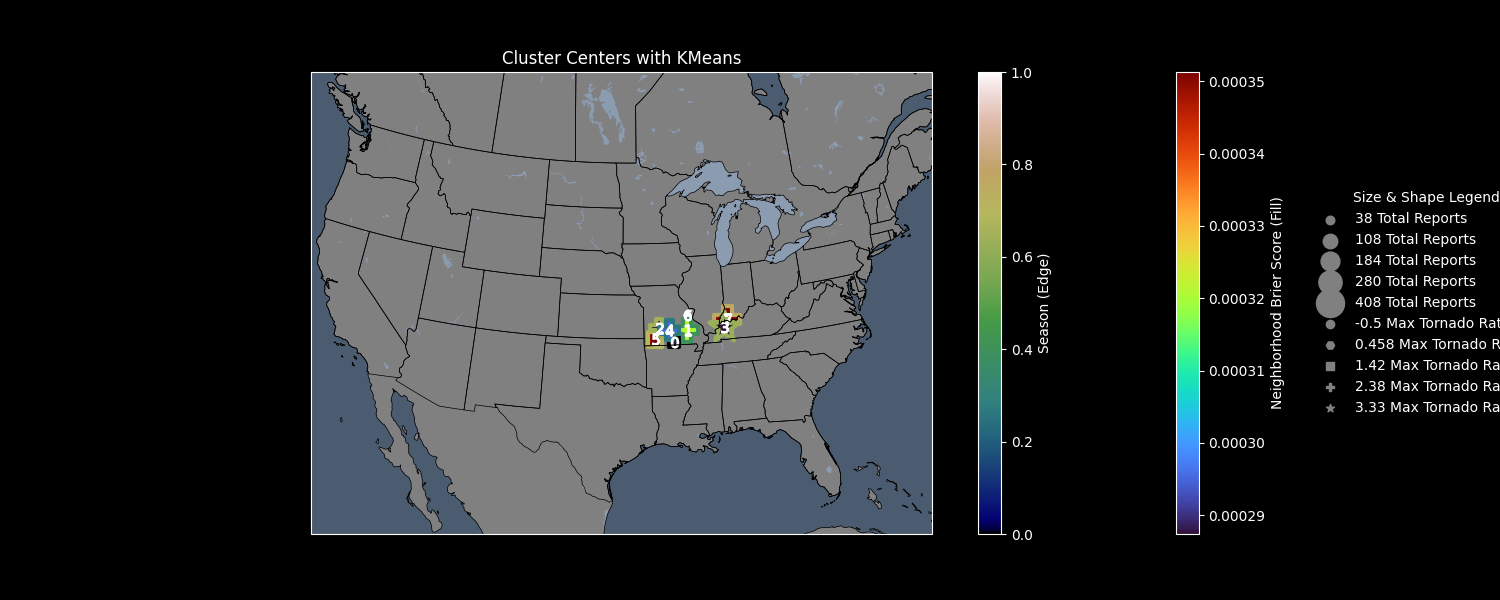 Cluster Centers with KMeans
1.0
0.8
0.6
0.4
0.2
0.0
Season (Edge)
0.00035
0.00034
0.00033
0.00032
0.00031
0.00030
0.00029
Neighborhood Brier Score (Fill)
Size & Shape Legend
38 Total Reports
108 Total Reports
184 Total Reports
280 Total Reports
408 Total Reports
-0.5 Max Tornado Rat
0.458 Max Tornado Ra
1.42 Max Tornado Ra
2.38 Max Tornado Ra
3.33 Max Tornado Ra
6
2
4
1
3
5
0